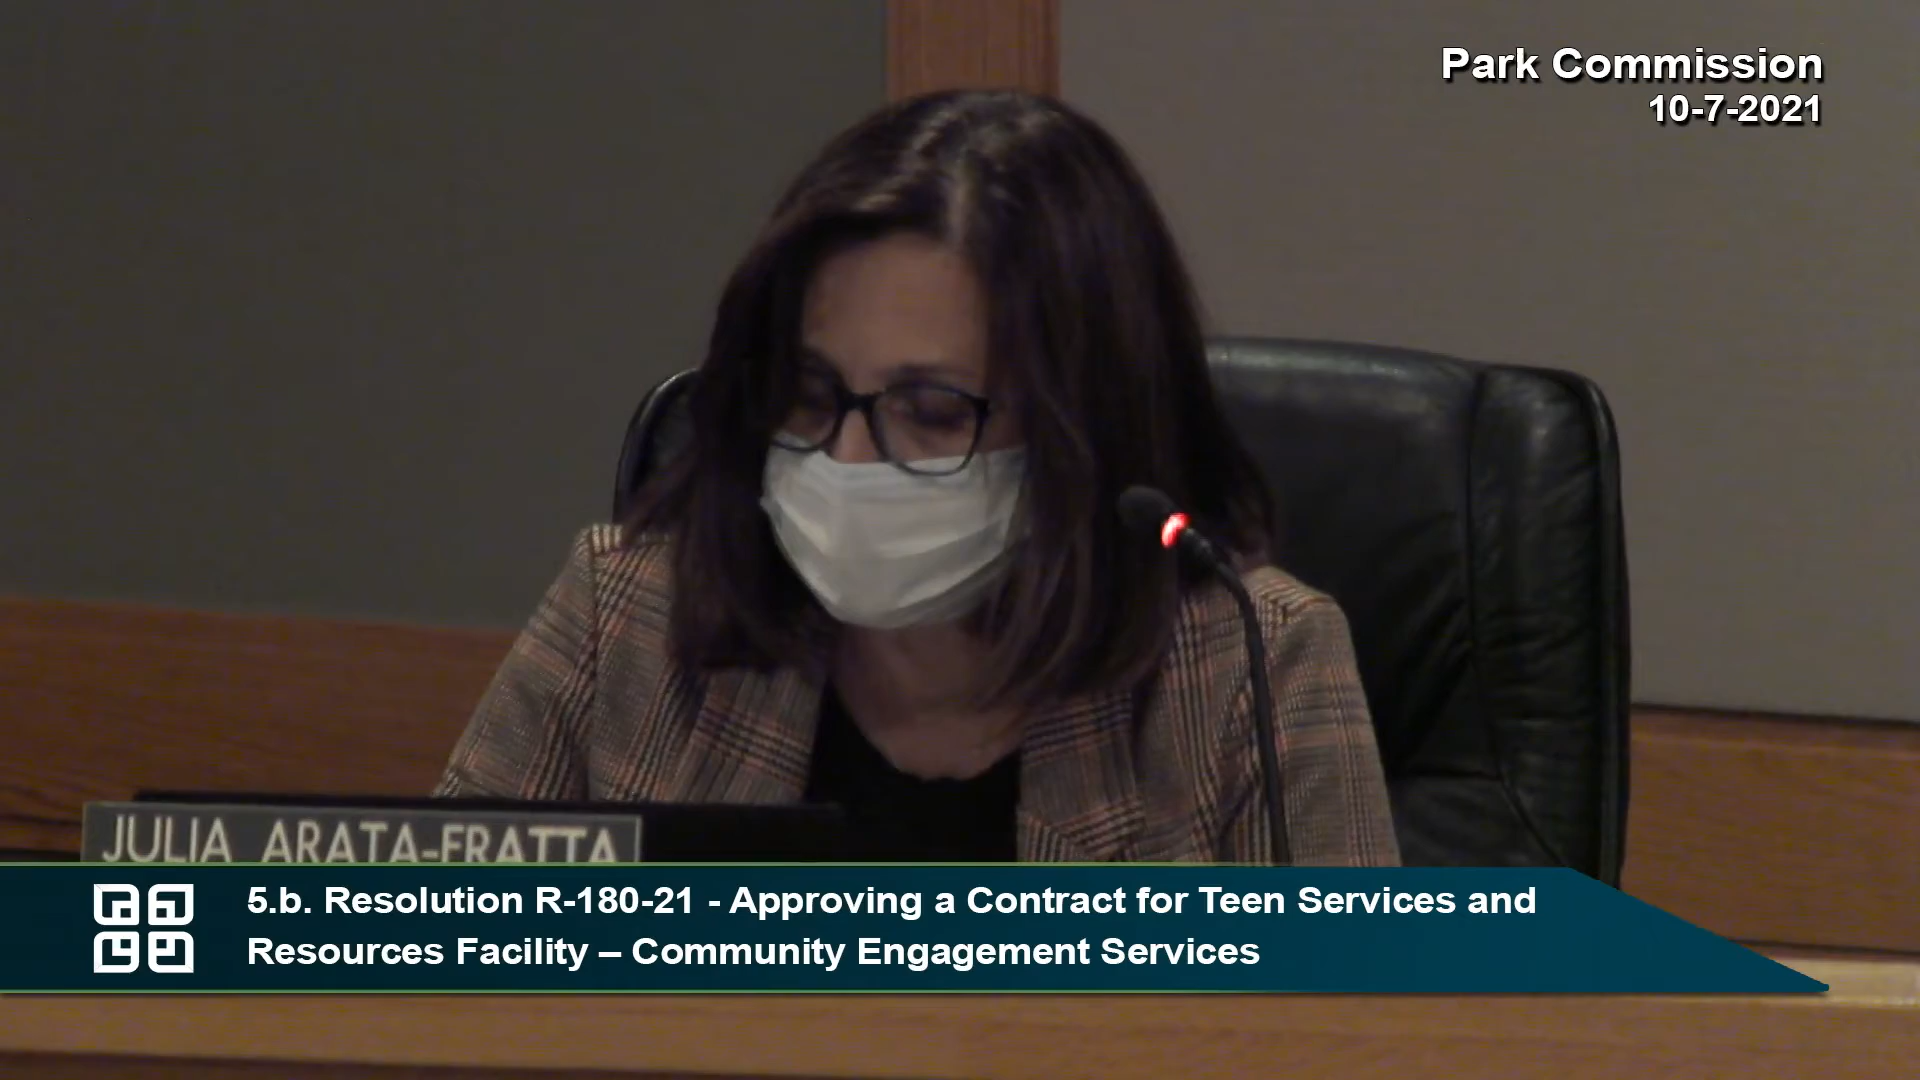 Park Commission
10-7-2021
JULIA ARATA-FRATTA
5.b. Resolution R-180-21 - Approving a Contract for Teen Services and
Resources Facility – Community Engagement Services